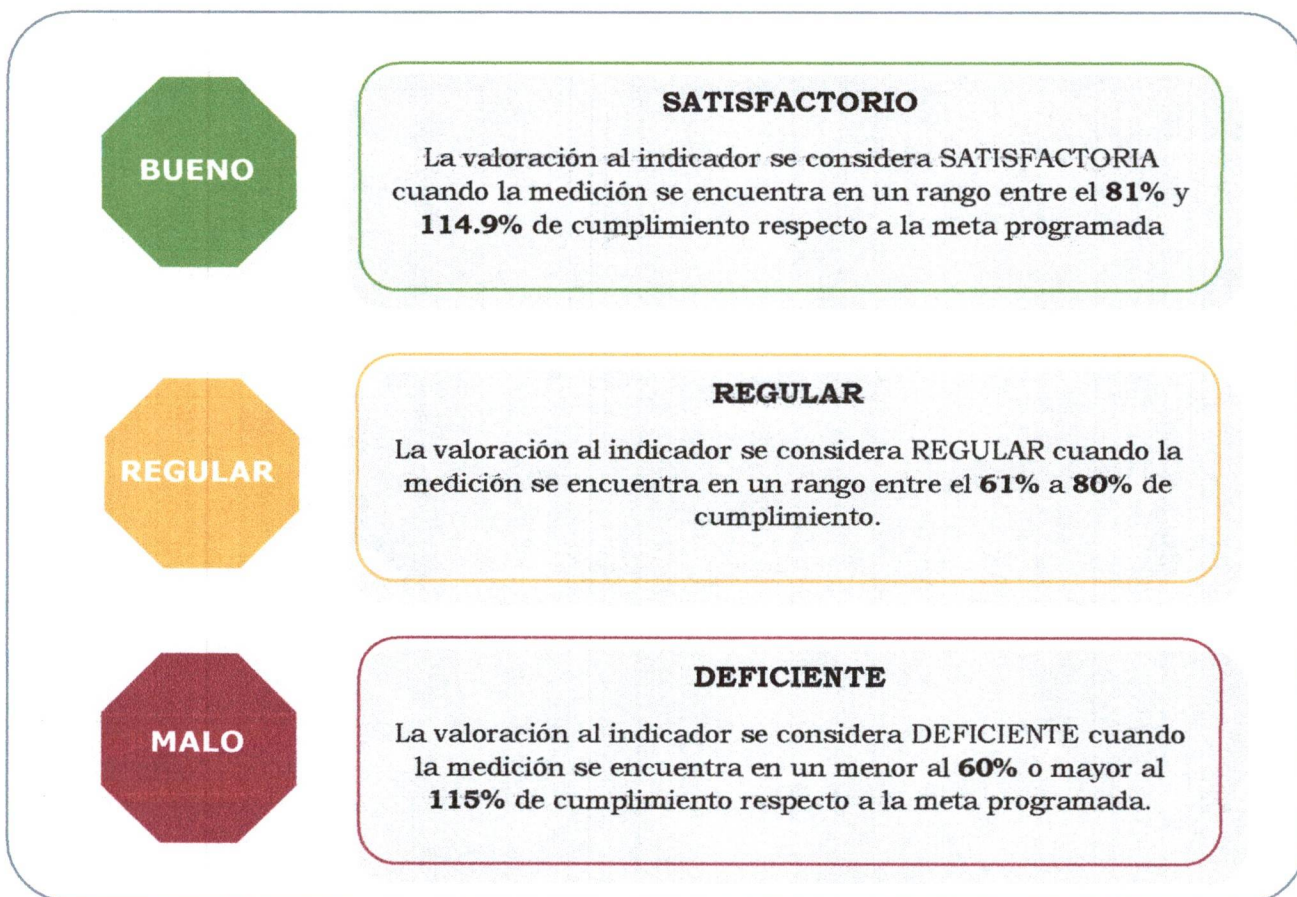 BUENO
SATISFACTORIO
La valoración al indicador se considera SATISFACTORIA
cuando la medición se encuentra en un rango entre el 81% y
114.9% de cumplimiento respecto a la meta programada
REGULAR
REGULAR
La valoración al indicador se considera REGULAR cuando la
medición se encuentra en un rango entre el 61% a 80% de
cumplimiento.
MALO
DEFICIENTE
La valoración al indicador se considera DEFICIENTE cuando
la medición se encuentra en un menor al 60% o mayor al
115% de cumplimiento respecto a la meta programada.